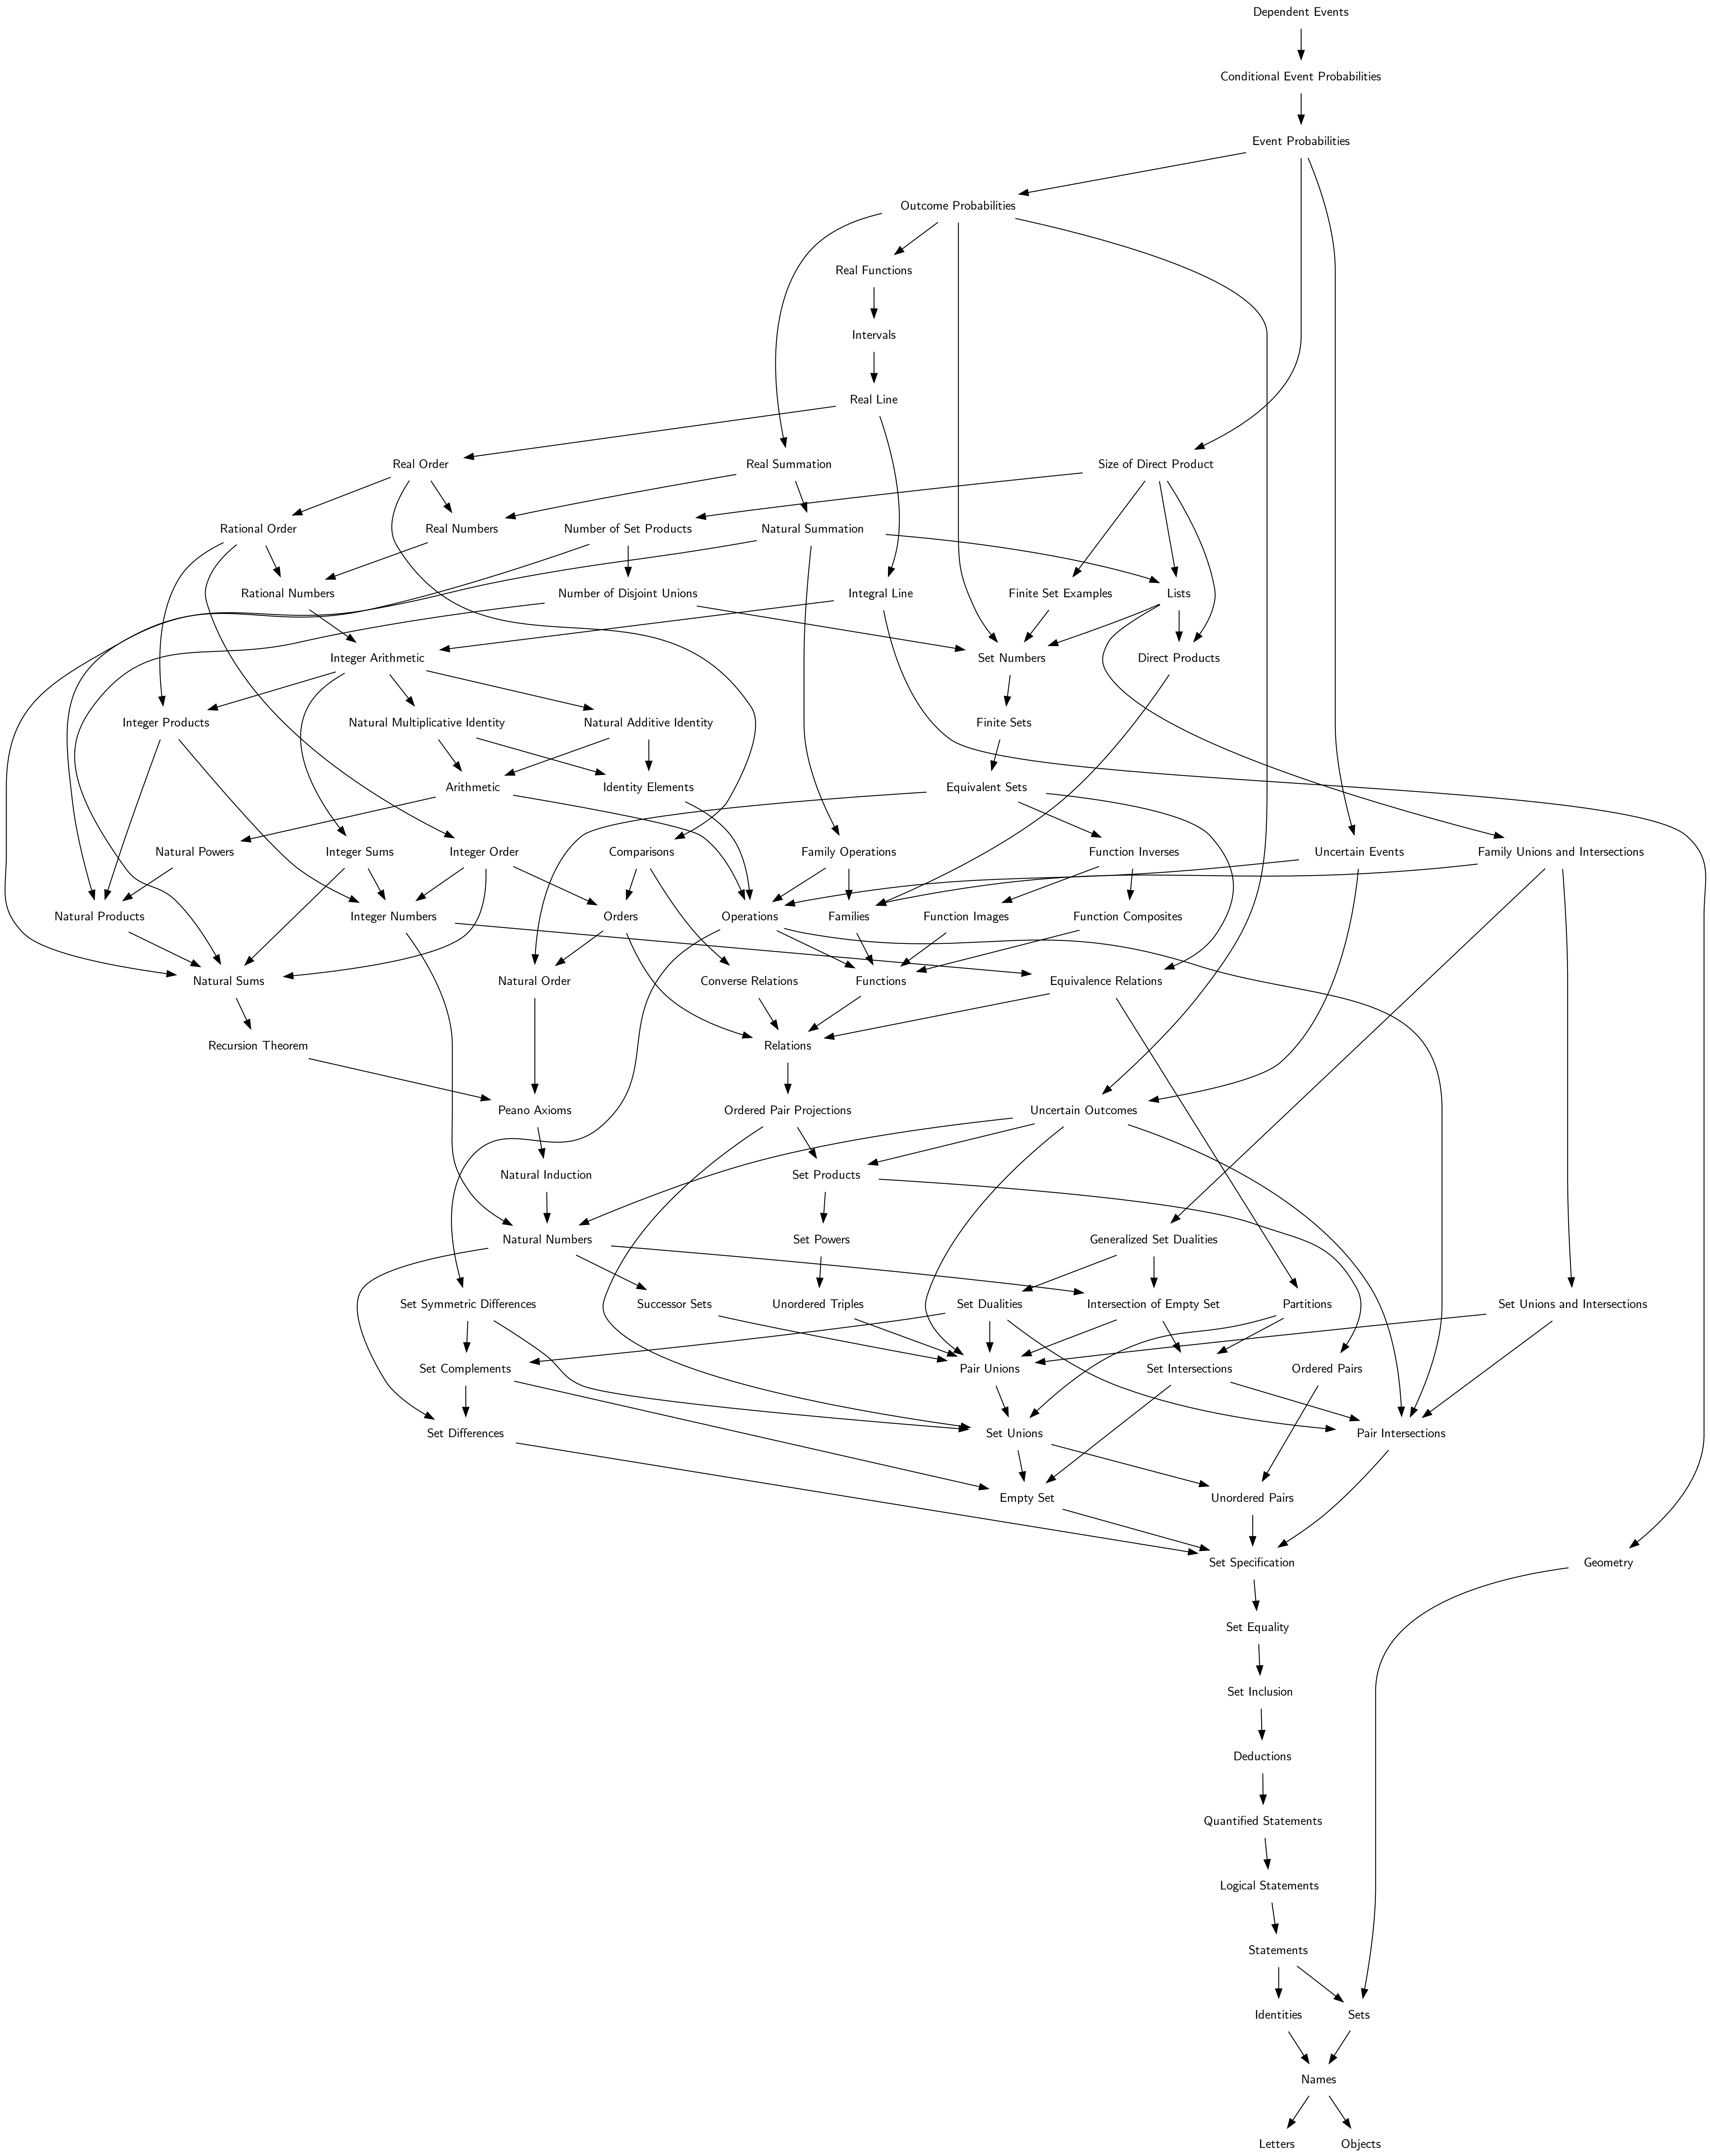 Dependent Events
Conditional Event Probabilities
Event Probabilities
Outcome Probabilities
Real Functions
Intervals
Real Line
Real Order
Real Summation
Size of Direct Product
Rational Order
Real Numbers
Number of Set Products
Natural Summation
Rational Numbers
Number of Disjoint Unions
Integral Line
Finite Set Examples
Lists
Integer Arithmetic
Set Numbers
Direct Products
Integer Products
Natural Multiplicative Identity
Natural Additive Identity
Finite Sets
Arithmetic
Identity Elements
Equivalent Sets
Natural Powers
Integer Sums
Integer Order
Comparisons
Family Operations
Function Inverses
Uncertain Events
Family Unions and Intersections
Natural Products
Integer Numbers
Orders
Operations
Families
Function Images
Function Composites
Natural Sums
Natural Order
Converse Relations
Functions
Equivalence Relations
Recursion Theorem
Relations
Peano Axioms
Ordered Pair Projections
Uncertain Outcomes
Natural Induction
Set Products
Natural Numbers
Set Powers
Generalized Set Dualities
Set Symmetric Differences
Successor Sets
Unordered Triples
Set Dualities
Intersection of Empty Set
Partitions
Set Unions and Intersections
Set Complements
Pair Unions
Set Intersections
Ordered Pairs
Set Differences
Set Unions
Pair Intersections
Empty Set
Unordered Pairs
Set Specification
Geometry
Set Equality
Set Inclusion
Deductions
Quantified Statements
Logical Statements
Statements
Identities
Sets
Names
Letters
Objects